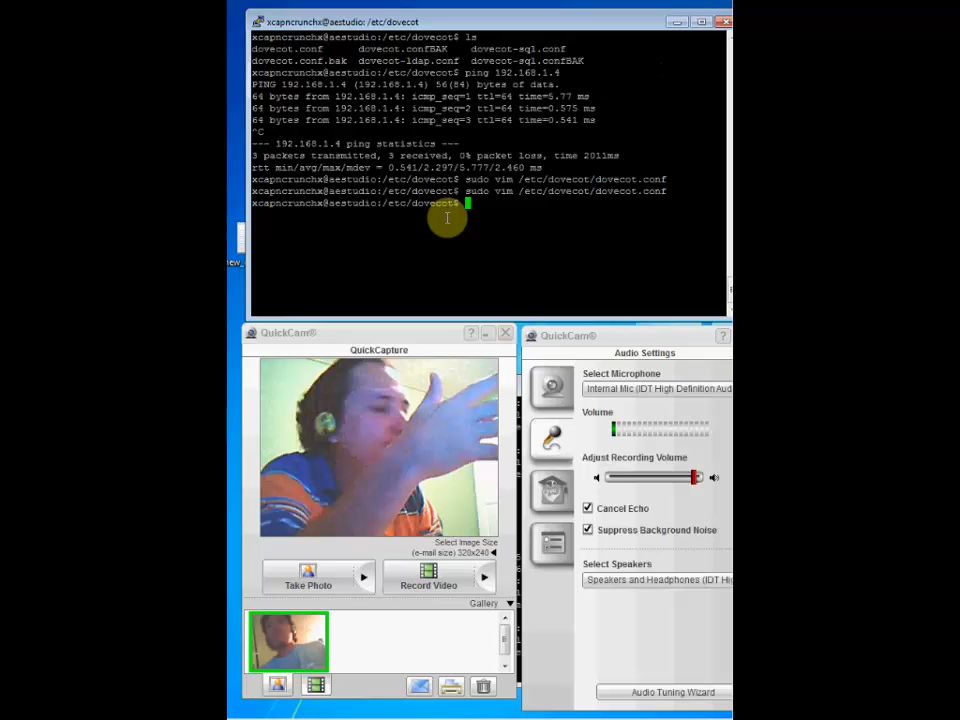 xcapncrunchx@aestudio: /etc/dovecot
xcapncrunchx@aestudio:/etc/dovecot$ ls
dovecot.conf dovecot.confBAK dovecot-sql.conf
dovecot.conf.bak dovecot-ldap.conf dovecot-sql.confBAK
xcapncrunchx@aestudio:/etc/dovecot$ ping 192.168.1.4
PING 192.168.1.4 (192.168.1.4) 56(84) bytes of data.
64 bytes from 192.168.1.4: icmp_seq=1 ttl=64 time=5.77 ms
64 bytes from 192.168.1.4: icmp_seq=2 ttl=64 time=0.575 ms
64 bytes from 192.168.1.4: icmp_seq=3 ttl=64 time=0.541 ms
^C
--- 192.168.1.4 ping statistics ---
3 packets transmitted, 3 received, 0% packet loss, time 2011ms
rtt min/avg/max/mdev = 0.541/2.297/5.777/2.460 ms
xcapncrunchx@aestudio:/etc/dovecot$ sudo vim /etc/dovecot/dovecot.conf
xcapncrunchx@aestudio:/etc/dovecot$ sudo vim /etc/dovecot/dovecot.conf
xcapncrunchx@aestudio:/etc/dovecot$
new_
QuickCam®
QuickCapture
Select Image Size
(e-mail size) 320x240
Take Photo
Record Video
Gallery
QuickCam®
Audio Settings
Select Microphone
Internal Mic (IDT High Definition Aud
Volume
Adjust Recording Volume
Cancel Echo
Suppress Background Noise
Select Speakers
Speakers and Headphones (IDT Hig
Audio Tuning Wizard